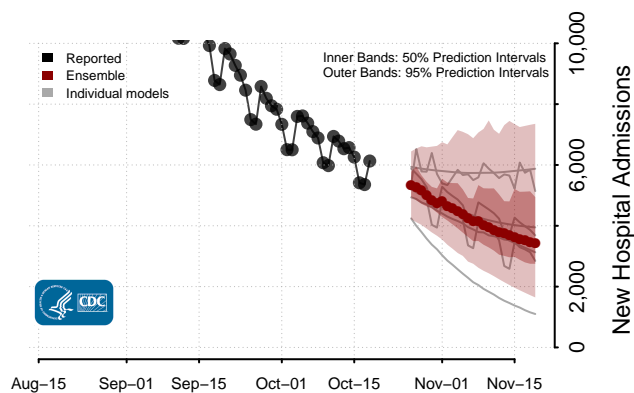 Reported
Ensemble
Individual models
Inner Bands: 50% Prediction Intervals
Outer Bands: 95% Prediction Intervals
10,000
8,000
6,000
2,000
0
New Hospital Admissions
CDC
Aug–15
Sep–01
Sep–15
Oct–01
Oct–15
Nov–01
Nov–15